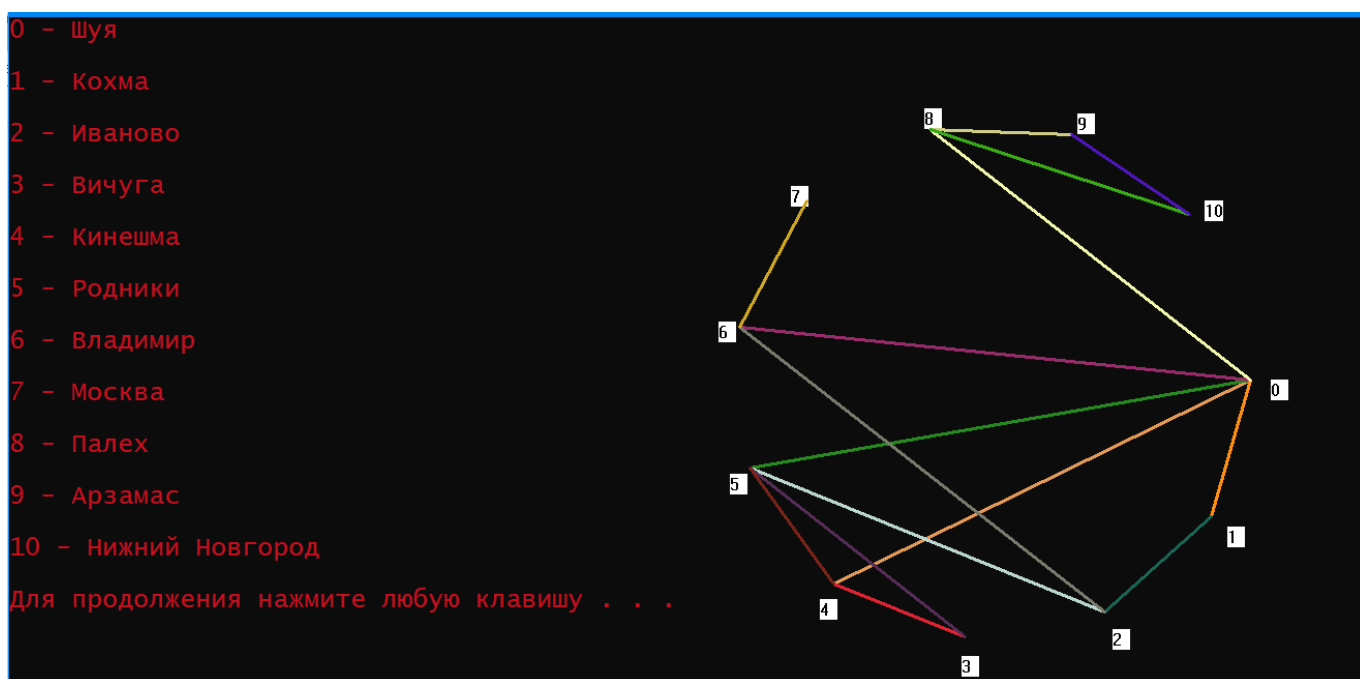 0 - Шуя
1 - Кохма
2 - Иваново
3 - Вичуга
4 - Кинешма
5 - Родники
6 - Владимир
7 - Москва
8 - Палех
9 - Арзамас
10 - Нижний Новгород
Для продолжения нажмите любую клавишу . . .
8
9
7
10
6
0
5
1
4
2
3